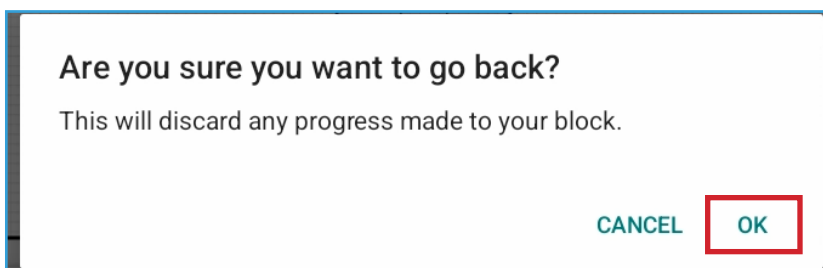 Are you sure you want to go back?
This will discard any progress made to your block.
CANCEL OK